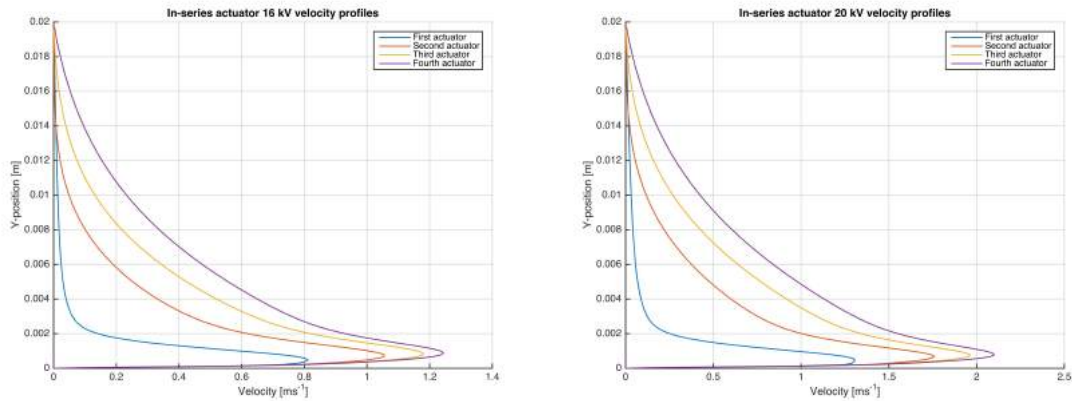 In-series actuator 16 kV velocity profiles
First actuator
Second actuator
Third actuator
Fourth actuator
0.02
0.018
0.016
0.014
0.012
0.01
0.008
0.006
0.004
0.002
0
Y-position [m]
0 0.2 0.4 0.6 0.8 1 1.2 1.4
Velocity [ms⁻¹]
In-series actuator 20 kV velocity profiles
First actuator
Second actuator
Third actuator
Fourth actuator
0.02
0.018
0.016
0.014
0.012
0.01
0.008
0.006
0.004
0.002
0
Y-position [m]
0 0.5 1 1.5 2 2.5
Velocity [ms⁻¹]